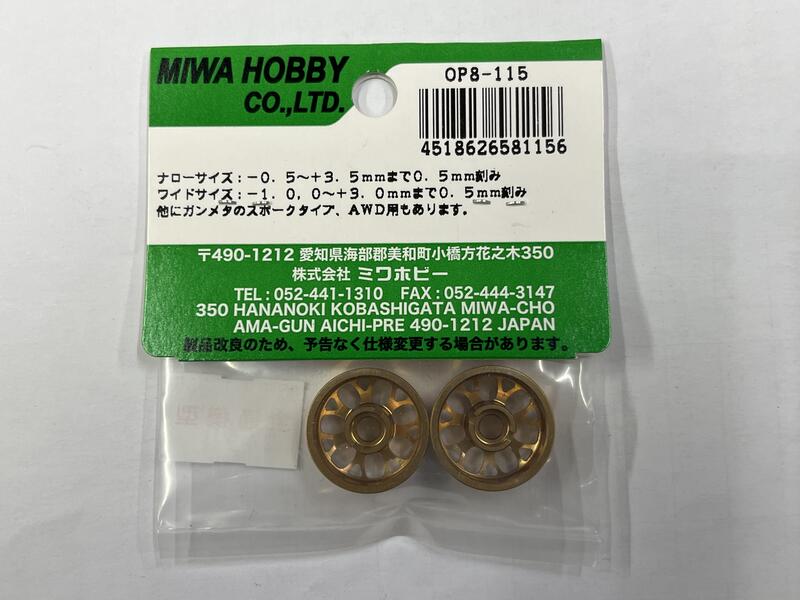 MIWA HOBBY
CO.,LTD.
OP8-115
4518626581156
ナローサイズ:−0.5〜+3.5mmまで0.5mm刻み
ワイドサイズ:−1.0,0〜+3.0mmまで0.5mm刻み
他にガンメタのスポークタイプ、AWD用もあります。
〒490-1212 愛知県海部郡美和町小橋方花之木350
株式会社 ミワホビー
TEL : 052-441-1310 FAX : 052-444-3147
350 HANANOKI KOBASHIGATA MIWA-CHO
AMA-GUN AICHI-PRE 490-1212 JAPAN
製品改良のため、予告なく仕様変更する場合があります。